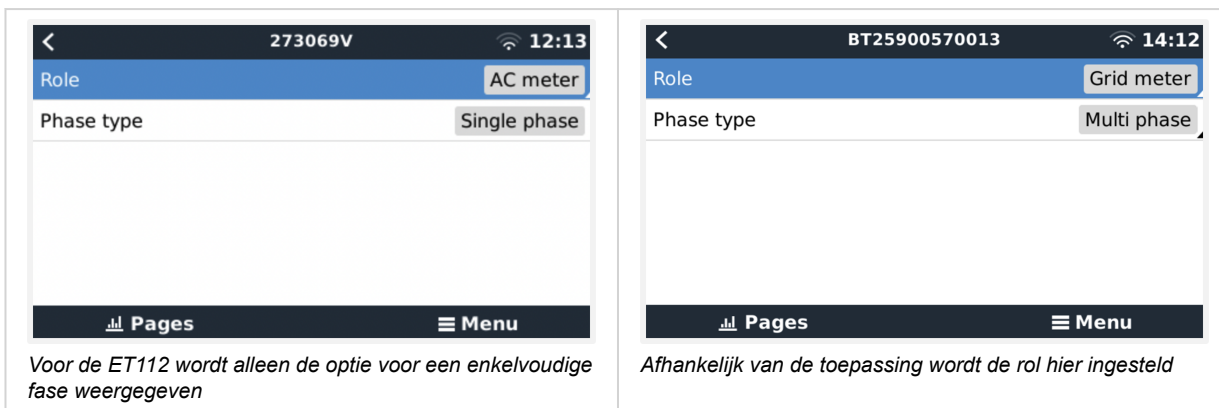 273069V 12:13
Role AC meter
Phase type Single phase
Pages Menu
Voor de ET112 wordt alleen de optie voor een enkelvoudige
fase weergegeven
BT25900570013 14:12
Role Grid meter
Phase type Multi phase
Pages Menu
Afhankelijk van de toepassing wordt de rol hier ingesteld